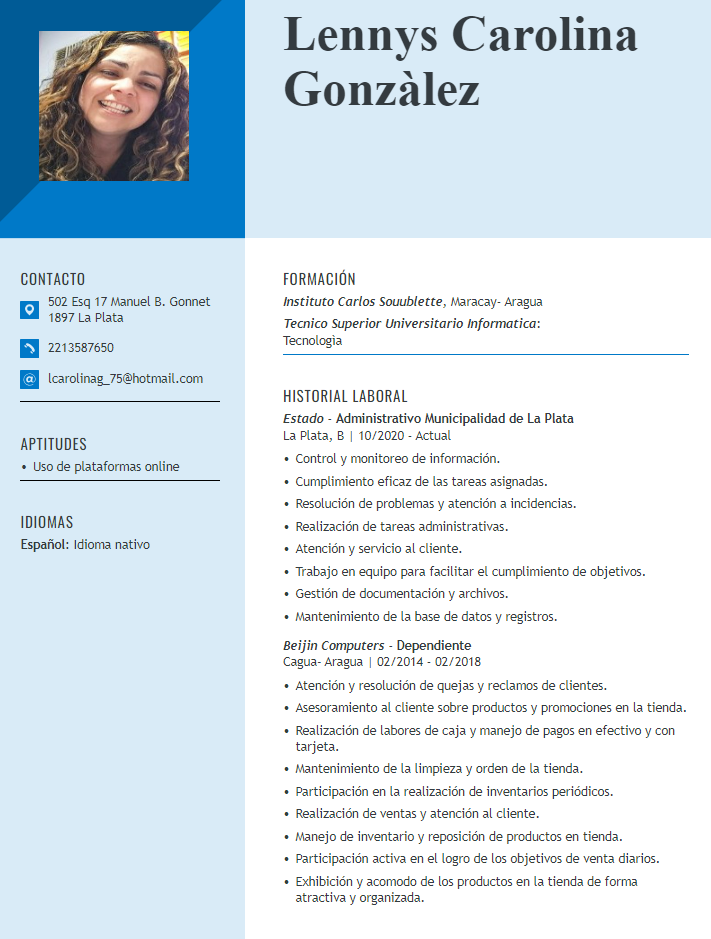 Lennys Carolina
Gonzàlez
CONTACTO
502 Esq 17 Manuel B. Gonnet
1897 La Plata
2213587650
lcarolinag_75@hotmail.com
APTITUDES
• Uso de plataformas online
IDIOMAS
Español: Idioma nativo
FORMACIÓN
Instituto Carlos Souublette, Maracay- Aragua
Tecnico Superior Universitario Informatica:
Tecnologìa
HISTORIAL LABORAL
Estado - Administrativo Municipalidad de La Plata
La Plata, B | 10/2020 - Actual
• Control y monitoreo de información.
• Cumplimiento eficaz de las tareas asignadas.
• Resolución de problemas y atención a incidencias.
• Realización de tareas administrativas.
• Atención y servicio al cliente.
• Trabajo en equipo para facilitar el cumplimiento de objetivos.
• Gestión de documentación y archivos.
• Mantenimiento de la base de datos y registros.
Beijin Computers - Dependiente
Cagua- Aragua | 02/2014 - 02/2018
• Atención y resolución de quejas y reclamos de clientes.
• Asesoramiento al cliente sobre productos y promociones en la tienda.
• Realización de labores de caja y manejo de pagos en efectivo y con
tarjeta.
• Mantenimiento de la limpieza y orden de la tienda.
• Participación en la realización de inventarios periódicos.
• Realización de ventas y atención al cliente.
• Manejo de inventario y reposición de productos en tienda.
• Participación activa en el logro de los objetivos de venta diarios.
• Exhibición y acomodo de los productos en la tienda de forma
atractiva y organizada.